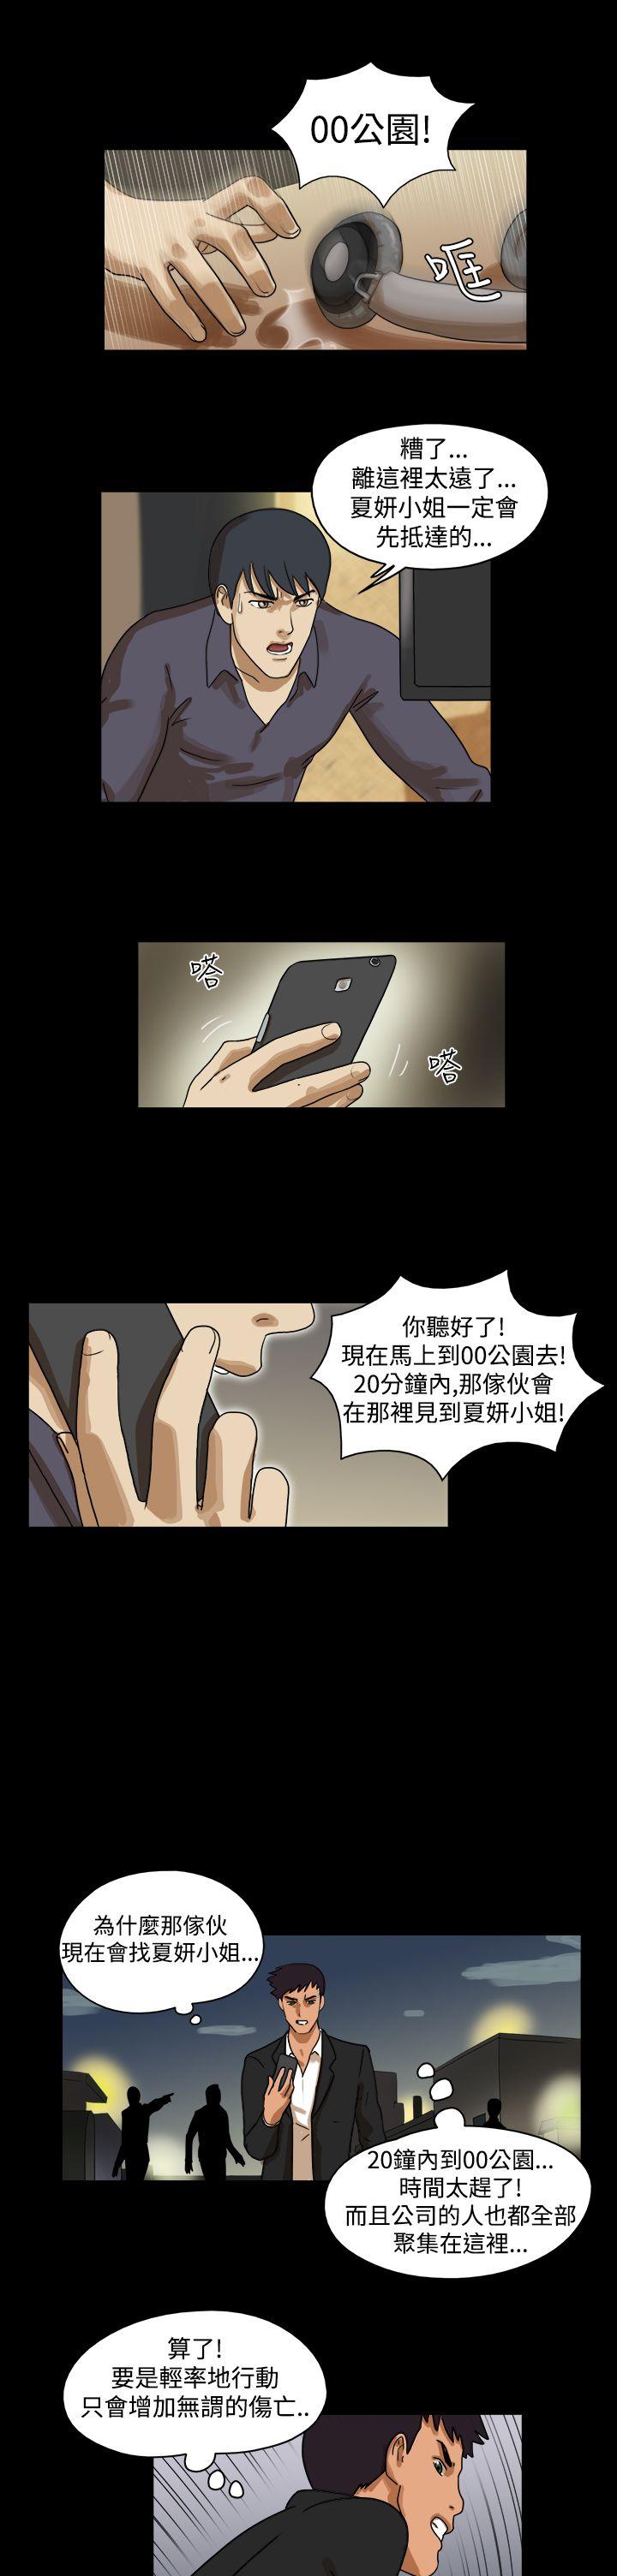 00公園!
哐
糟了...
離這裡太遠了...
夏妍小姐一定會
先抵達的...
嗒
嗒
你聽好了!
現在馬上到00公園去!
20分鐘內,那傢伙會
在那裡見到夏妍小姐!
為什麼那傢伙
現在會找夏妍小姐...
20鐘內到00公園...
時間太趕了!
而且公司的人也都全部
聚集在這裡...
算了!
要是輕率地行動
只會增加無謂的傷亡..